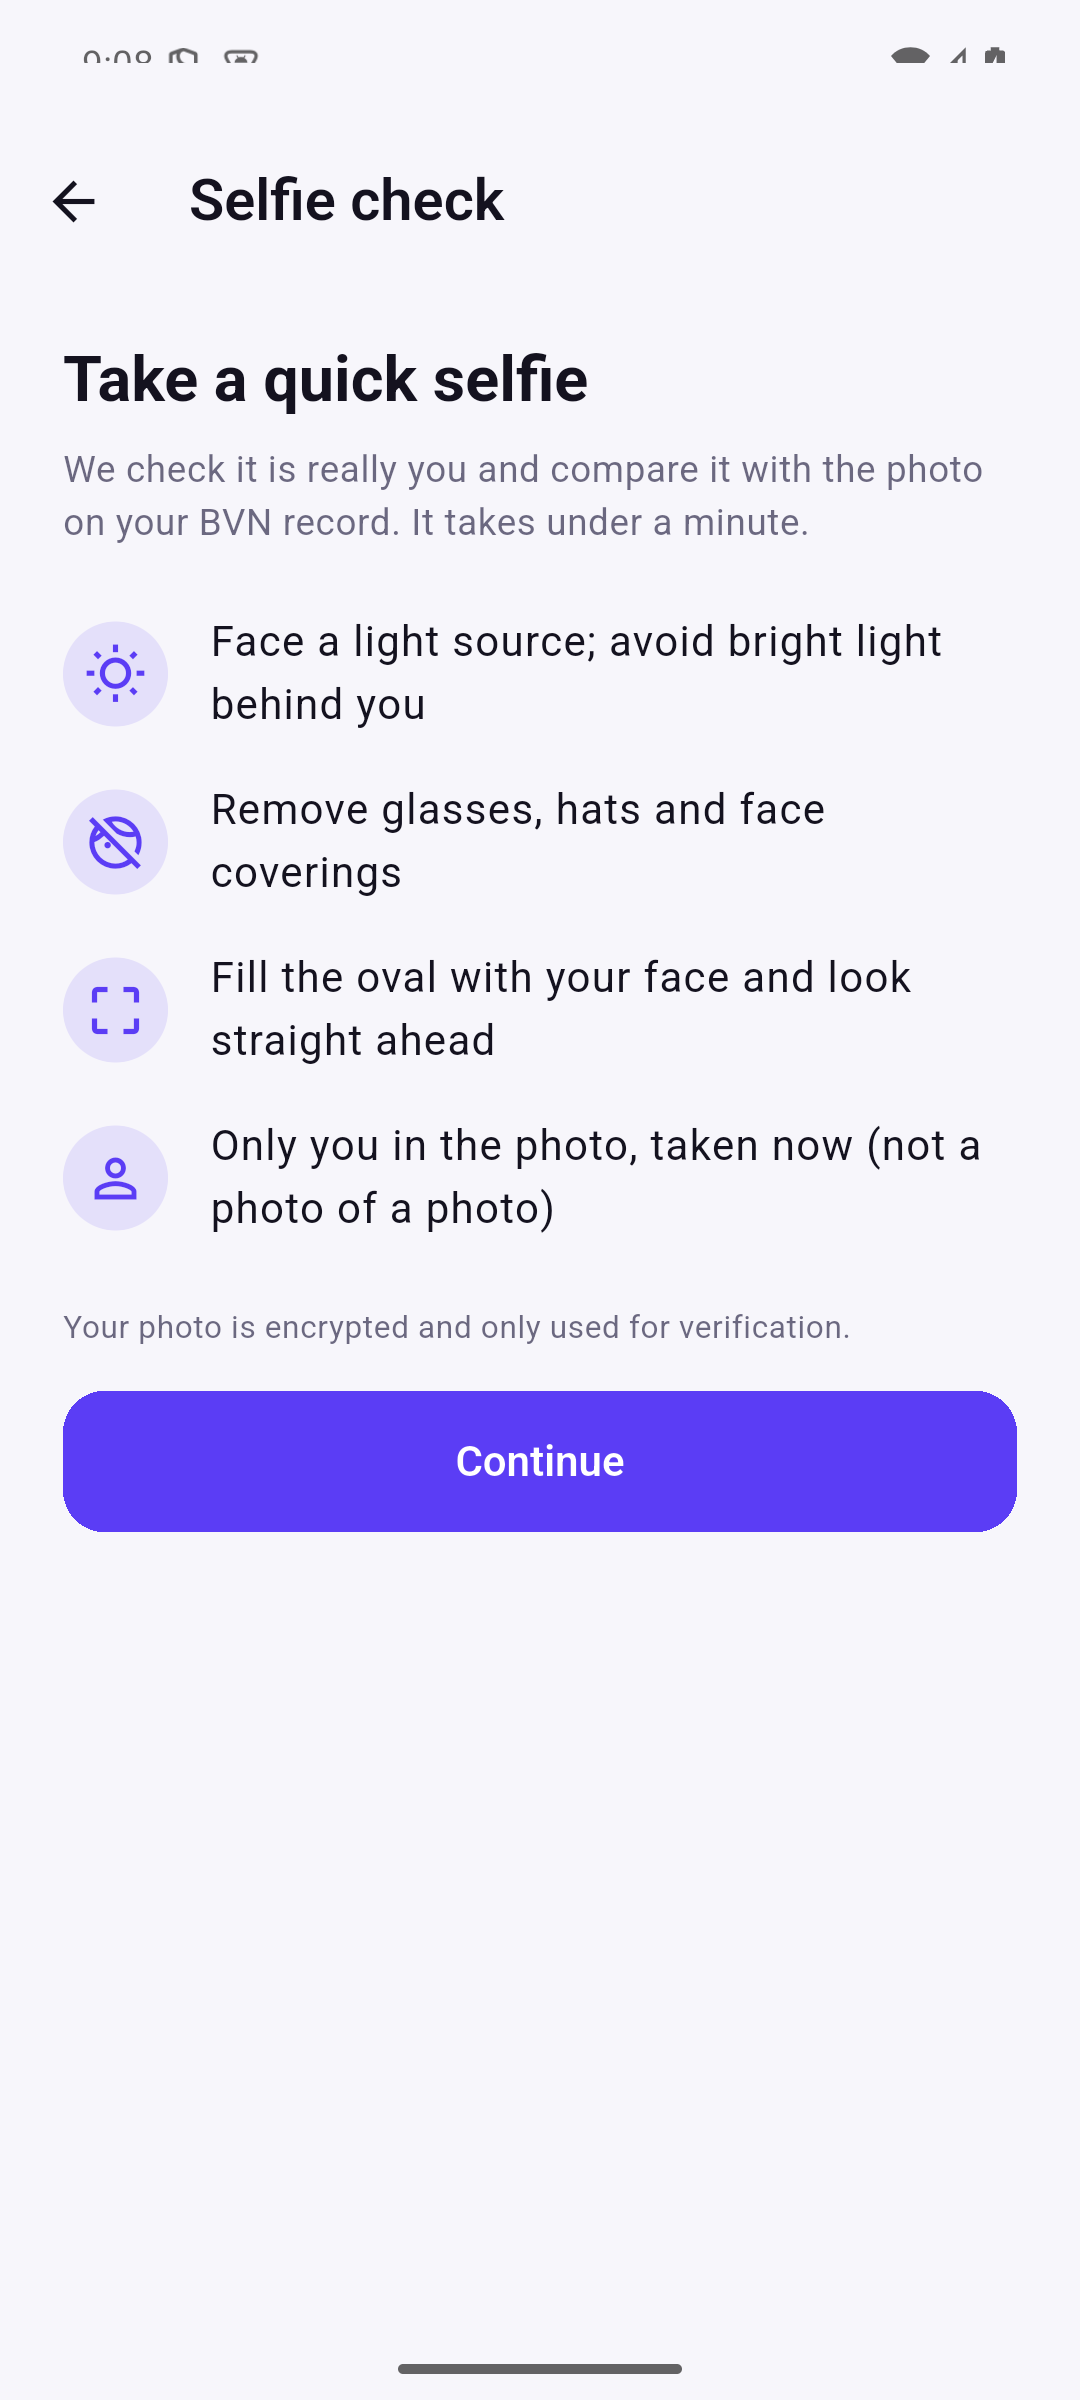 Selfie check
Take a quick selfie
We check it is really you and compare it with the photo
on your BVN record. It takes under a minute.
Face a light source; avoid bright light
behind you
Remove glasses, hats and face
coverings
Fill the oval with your face and look
straight ahead
Only you in the photo, taken now (not a
photo of a photo)
Your photo is encrypted and only used for verification.
Continue